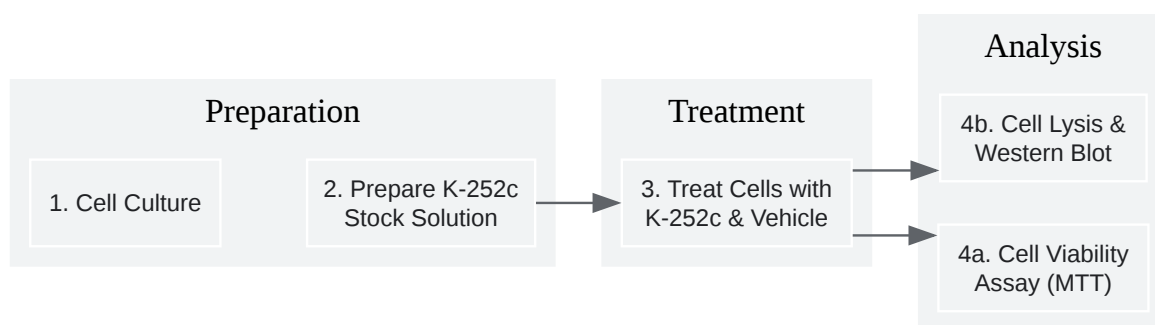 Preparation
1. Cell Culture
2. Prepare K-252c
Stock Solution
Treatment
3. Treat Cells with
K-252c & Vehicle
Analysis
4b. Cell Lysis &
Western Blot
4a. Cell Viability
Assay (MTT)